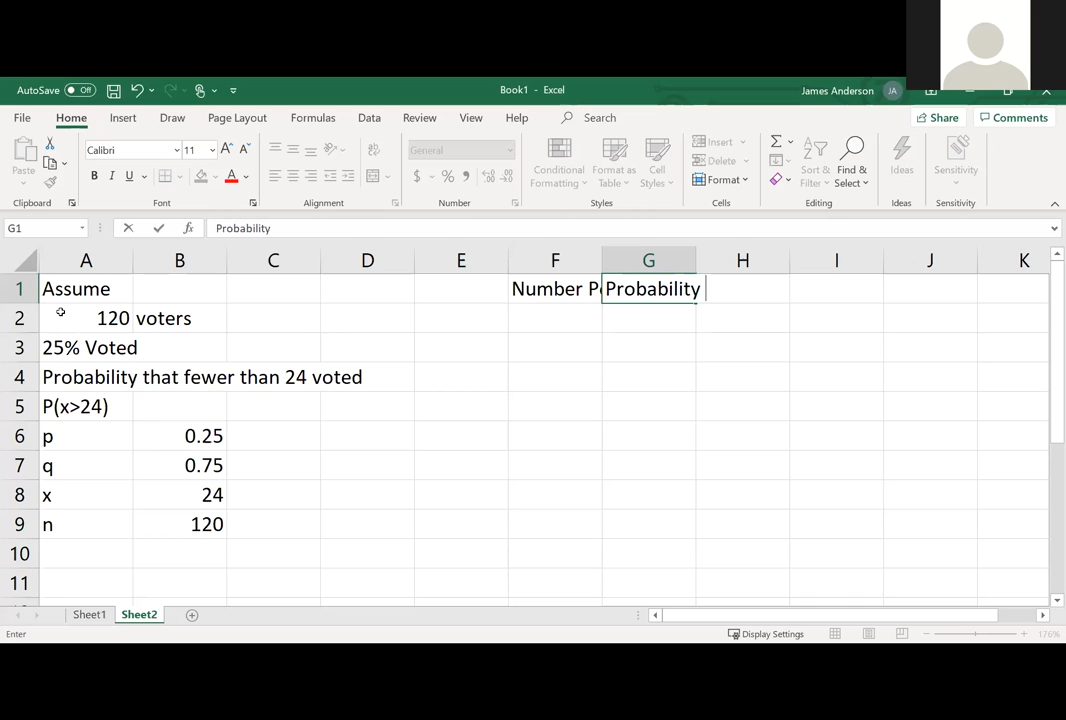 AutoSave Off Book1 - Excel James Anderson JA
File Home Insert Draw Page Layout Formulas Data Review View Help Search Share Comments
Paste Calibri 11 General Conditional Formatting Format as Table Cell Styles Insert Delete Format Sort & Filter Find & Select Ideas Sensitivity
Clipboard Font Alignment Number Styles Cells Editing Ideas Sensitivity
G1 fx Probability
A B C D E F G H I J K
1 Assume Number Pe Probability
2 120 voters
3 25% Voted
4 Probability that fewer than 24 voted
5 P(x>24)
6 p 0.25
7 q 0.75
8 x 24
9 n 120
10
11
Sheet1 Sheet2
Enter Display Settings 176%